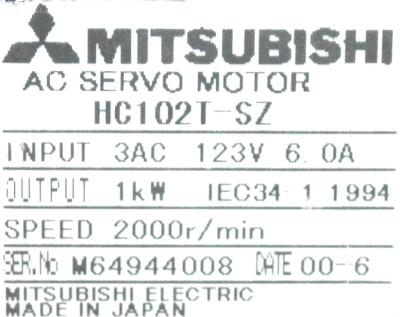 MITSUBISHI
AC SERVO MOTOR
HC102T-SZ
INPUT 3AC 123V 6.0A
OUTPUT 1kW IEC34-1 1994
SPEED 2000r/min
SER.No M64944008 DATE 00-6
MITSUBISHI ELECTRIC
MADE IN JAPAN